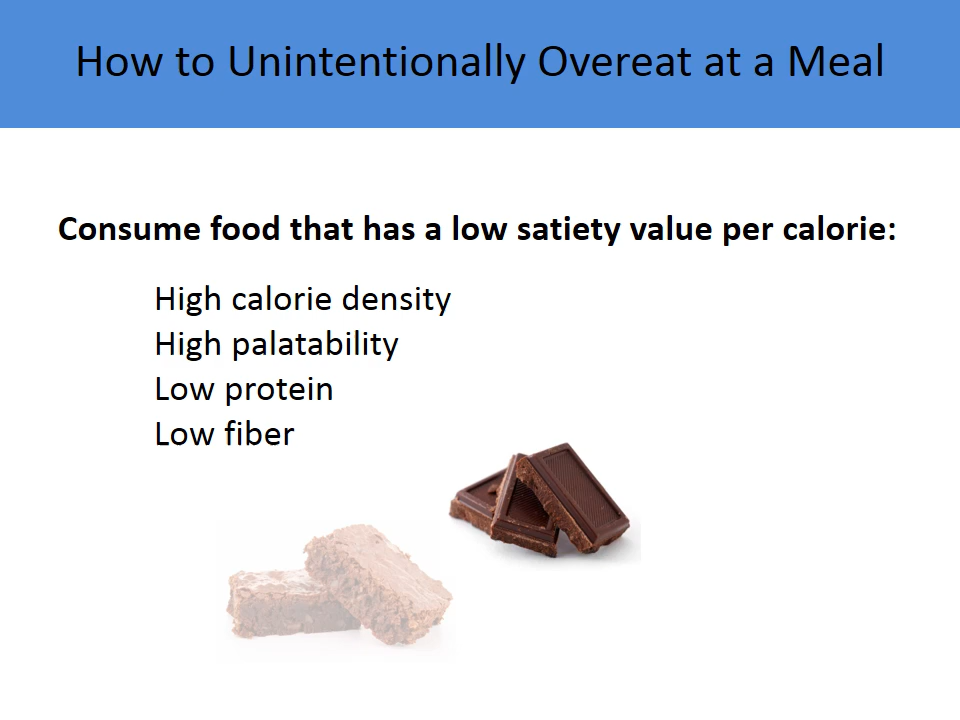 How to Unintentionally Overeat at a Meal
Consume food that has a low satiety value per calorie:
High calorie density
High palatability
Low protein
Low fiber